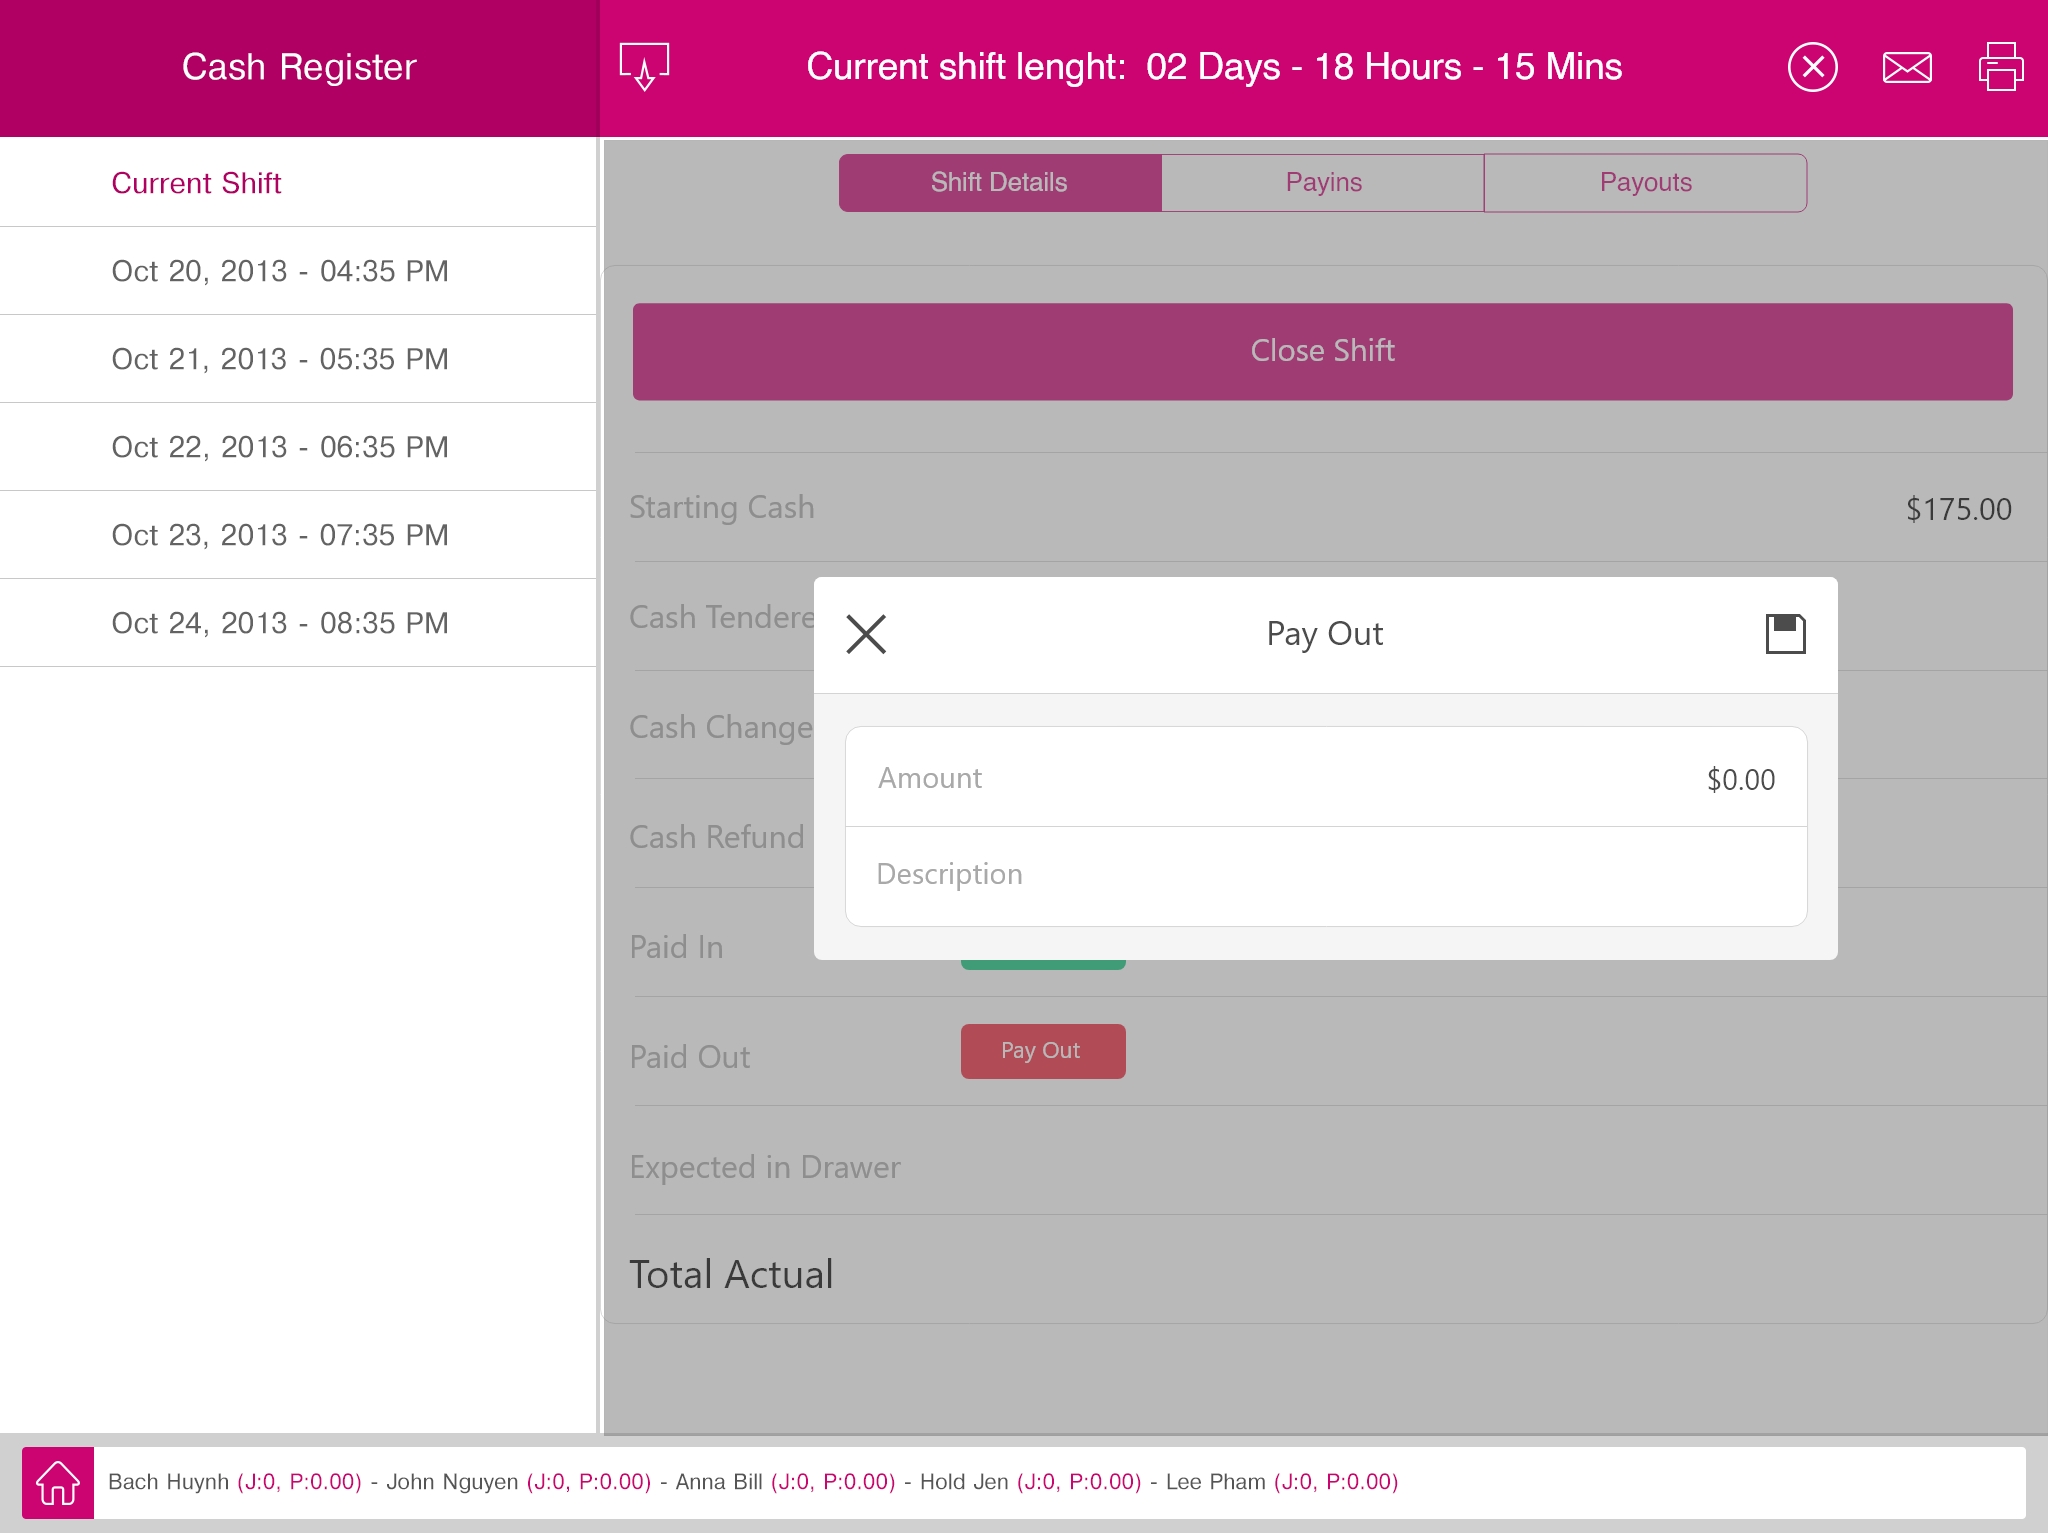 Cash Register
Current shift lenght: 02 Days - 18 Hours - 15 Mins
Current Shift
Oct 20, 2013 - 04:35 PM
Oct 21, 2013 - 05:35 PM
Oct 22, 2013 - 06:35 PM
Oct 23, 2013 - 07:35 PM
Oct 24, 2013 - 08:35 PM
Shift Details
Payins
Payouts
Close Shift
Starting Cash
$175.00
Cash Tendere
Cash Change
Cash Refund
Paid In
Paid Out
Pay Out
Expected in Drawer
Total Actual
Pay Out
Amount
$0.00
Description
Bach Huynh (J:0, P:0.00) - John Nguyen (J:0, P:0.00) - Anna Bill (J:0, P:0.00) - Hold Jen (J:0, P:0.00) - Lee Pham (J:0, P:0.00)